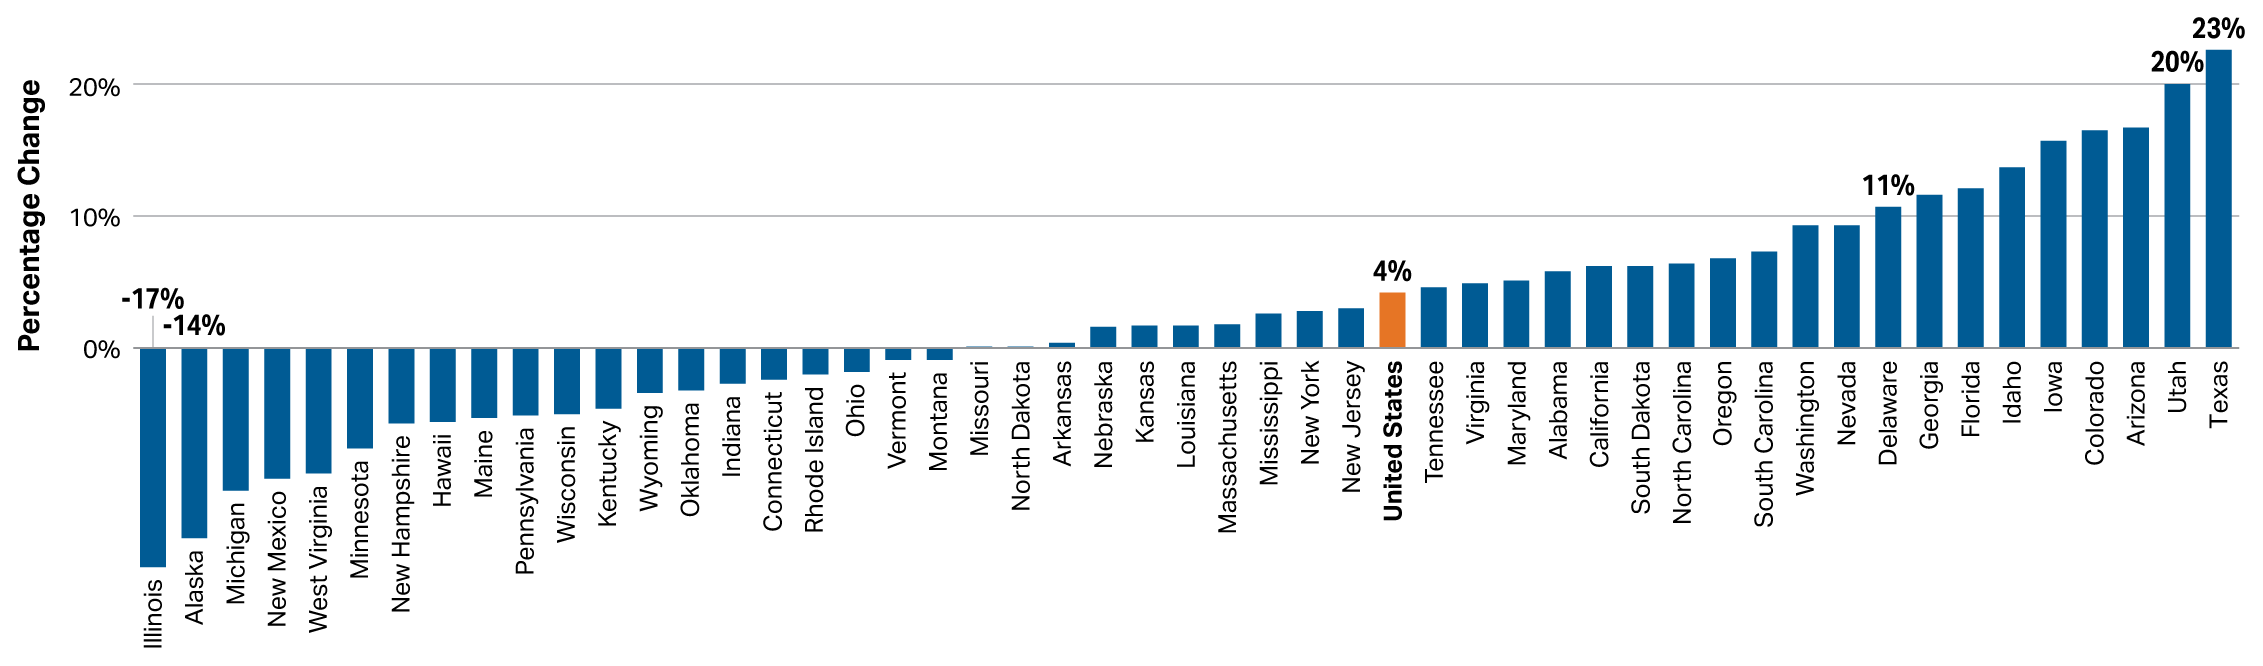 Percentage Change
20%
10%
0%
-17%
-14%
4%
11%
20%
23%
Illinois
Alaska
Michigan
New Mexico
West Virginia
Minnesota
New Hampshire
Hawaii
Maine
Pennsylvania
Wisconsin
Kentucky
Wyoming
Oklahoma
Indiana
Connecticut
Rhode Island
Ohio
Vermont
Montana
Missouri
North Dakota
Arkansas
Nebraska
Kansas
Louisiana
Massachusetts
Mississippi
New York
New Jersey
United States
Tennessee
Virginia
Maryland
Alabama
California
South Dakota
North Carolina
Oregon
South Carolina
Washington
Nevada
Delaware
Georgia
Florida
Idaho
Iowa
Colorado
Arizona
Utah
Texas